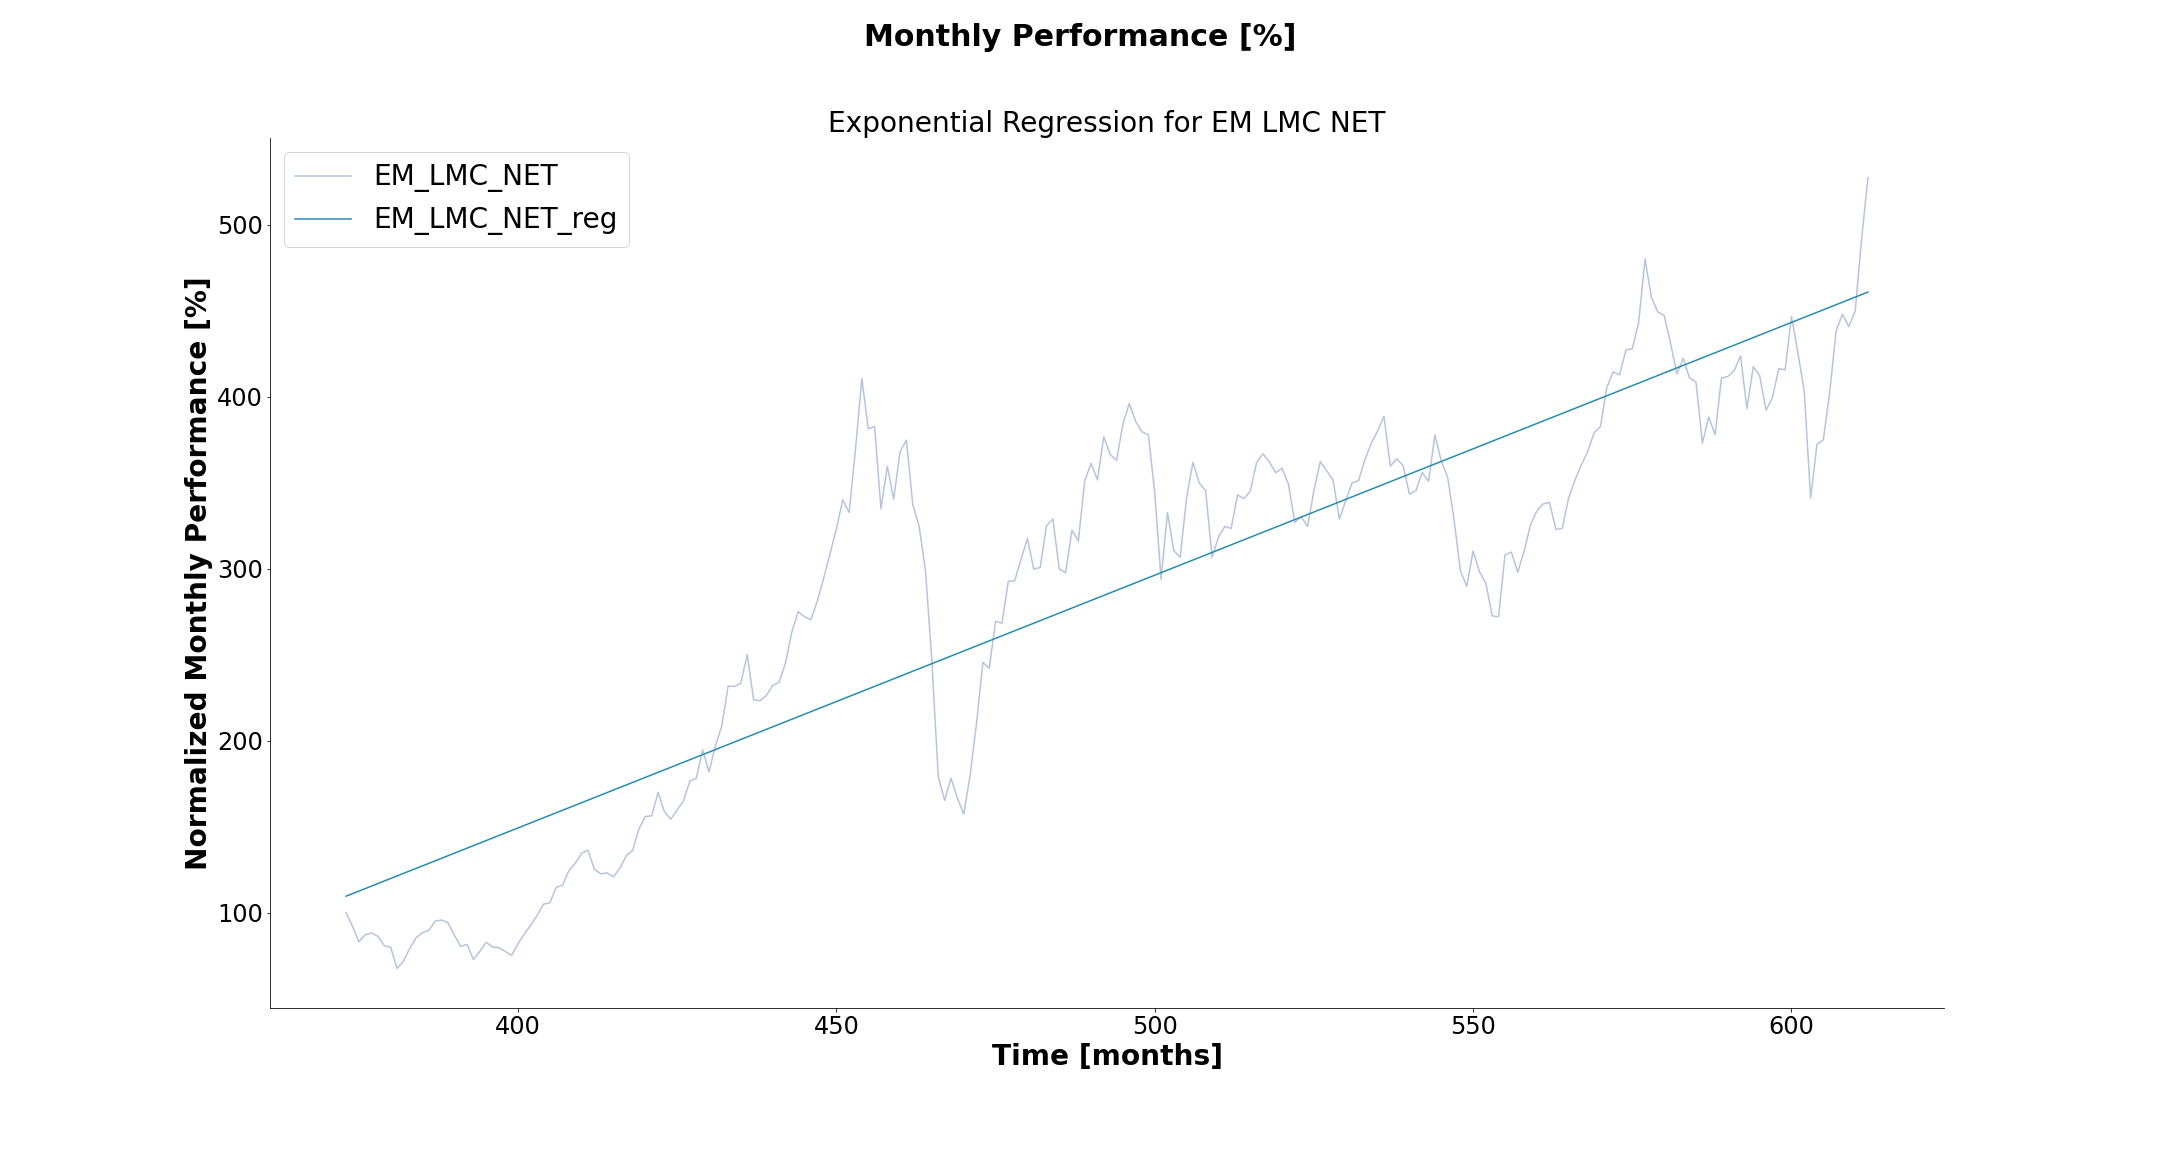 Monthly Performance [%]
Exponential Regression for EM LMC NET
EM_LMC_NET
EM_LMC_NET_reg
Normalized Monthly Performance [%]
500
400
300
200
100
400
450
500
550
600
Time [months]